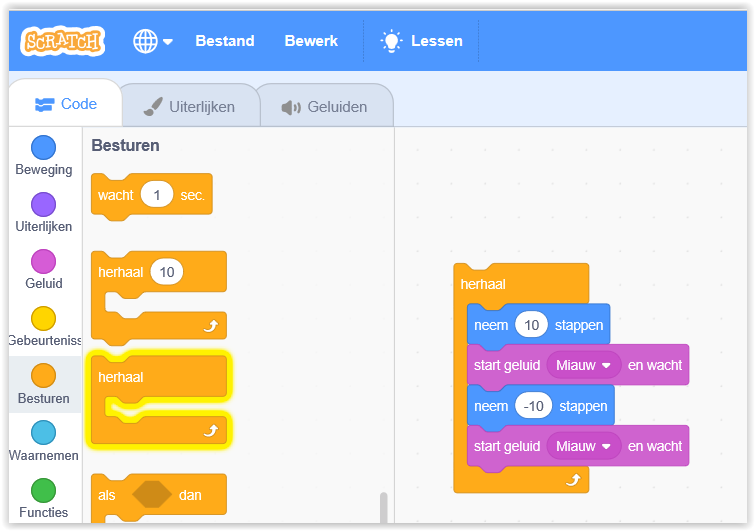 SCRATCH Bestand Bewerk Lessen
Code Uiterlijken Geluiden
Beweging
Uiterlijken
Geluid
Gebeurteniss
Besturen
Waarnemen
Functies
Besturen
wacht 1 sec.
herhaal 10
herhaal
als dan
herhaal
neem 10 stappen
start geluid Miauw en wacht
neem -10 stappen
start geluid Miauw en wacht